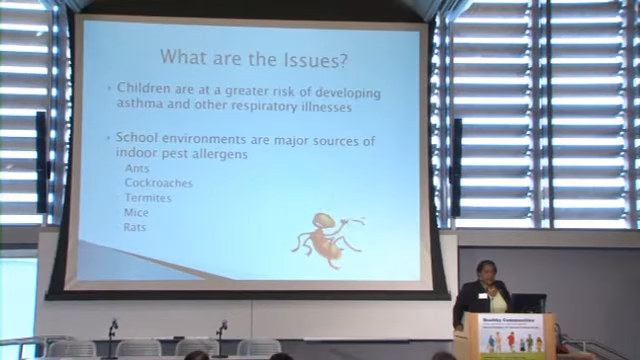 What are the Issues?
Children are at a greater risk of developing
asthma and other respiratory illnesses
School environments are major sources of
indoor pest allergens
Ants
Cockroaches
Termites
Mice
Rats
Healthy Communities